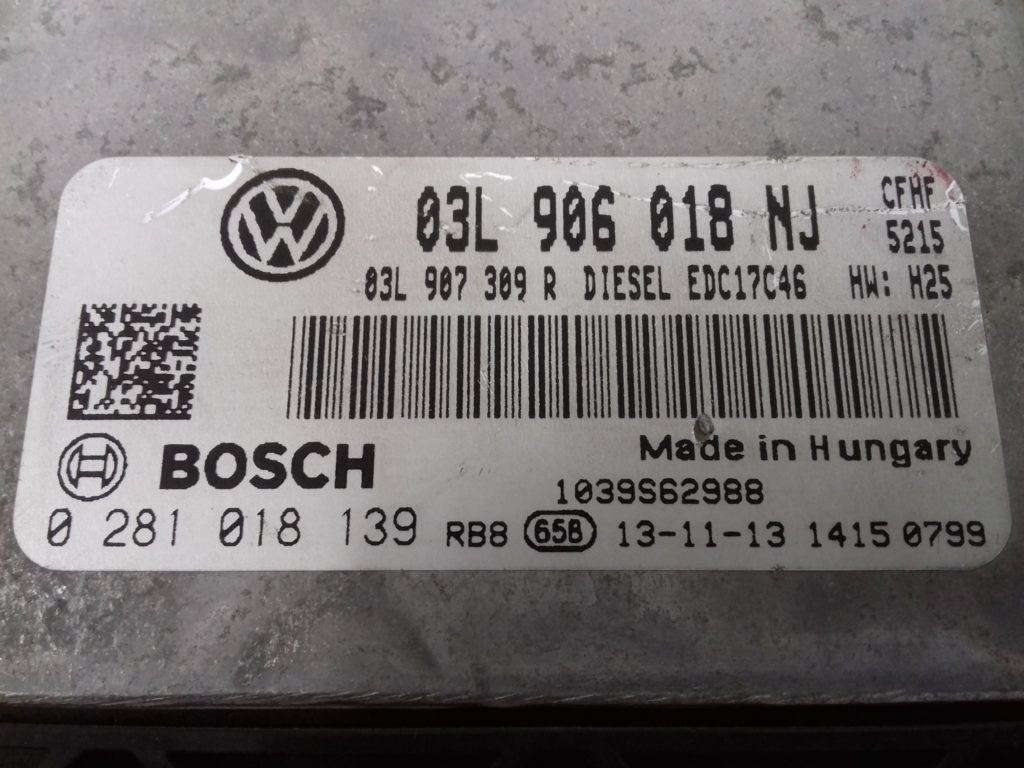 03L 906 018 NJ CFHF
5215
03L 907 309 R DIESEL EDC17C46 HW: H25
BOSCH
Made in Hungary
1039S62988
0 281 018 139 RB8 65B 13-11-13 1415 0799